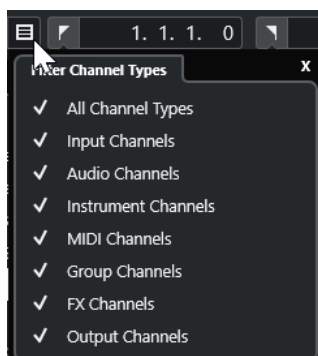 1. 1. 1. 0
Channel Types
x
All Channel Types
Input Channels
Audio Channels
Instrument Channels
MIDI Channels
Group Channels
FX Channels
Output Channels